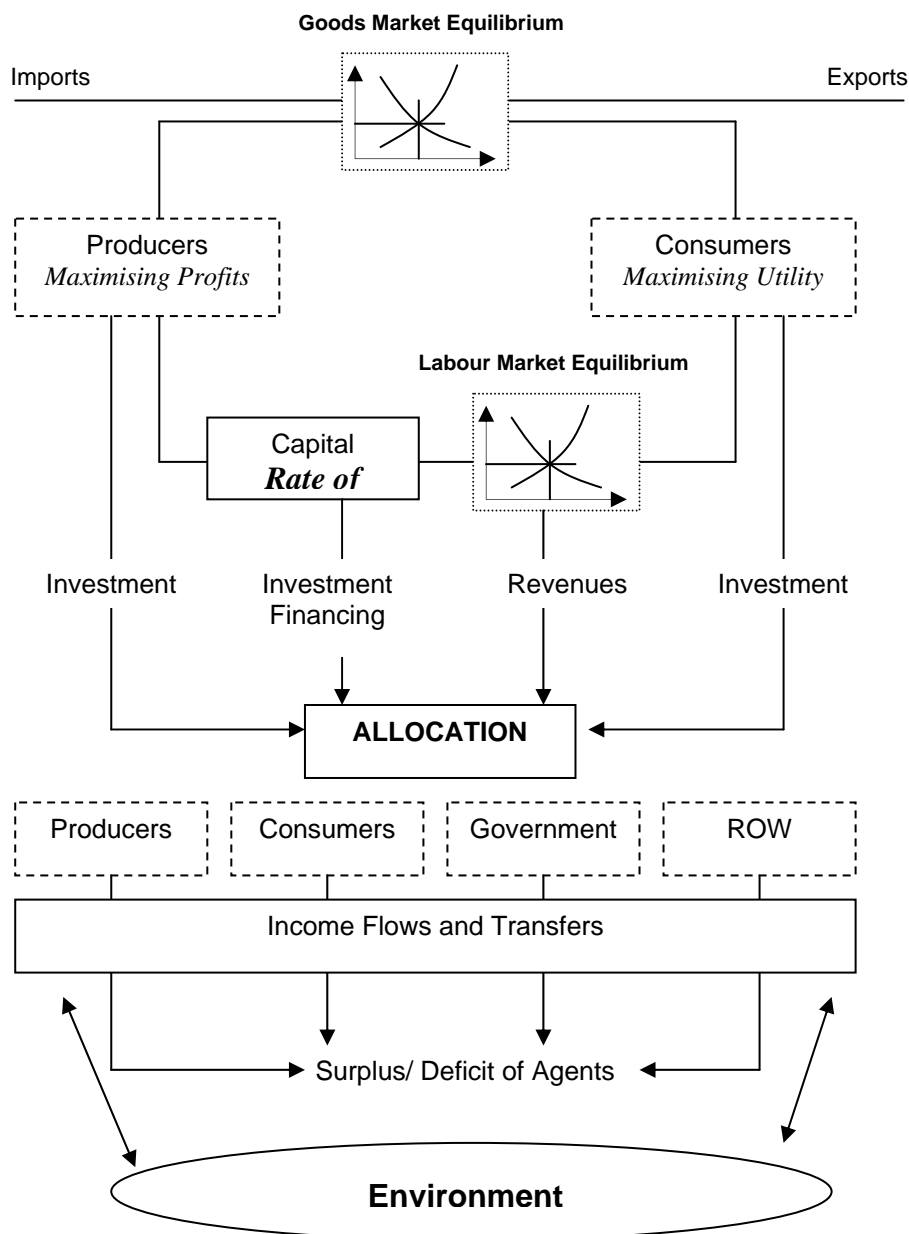 Goods Market Equilibrium
Imports
Exports
Producers
Maximising Profits
Consumers
Maximising Utility
Labour Market Equilibrium
Capital
Rate of
Investment
Investment
Financing
Revenues
Investment
ALLOCATION
Producers
Consumers
Government
ROW
Income Flows and Transfers
Surplus/ Deficit of Agents
Environment